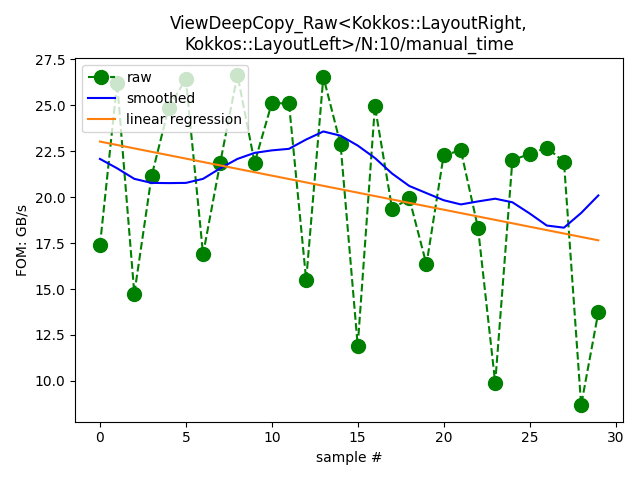 ViewDeepCopy_Raw<Kokkos::LayoutRight,
Kokkos::LayoutLeft>/N:10/manual_time
27.5
25.0
22.5
20.0
17.5
15.0
12.5
10.0
FOM: GB/s
raw
smoothed
linear regression
0
5
10
15
20
25
30
sample #